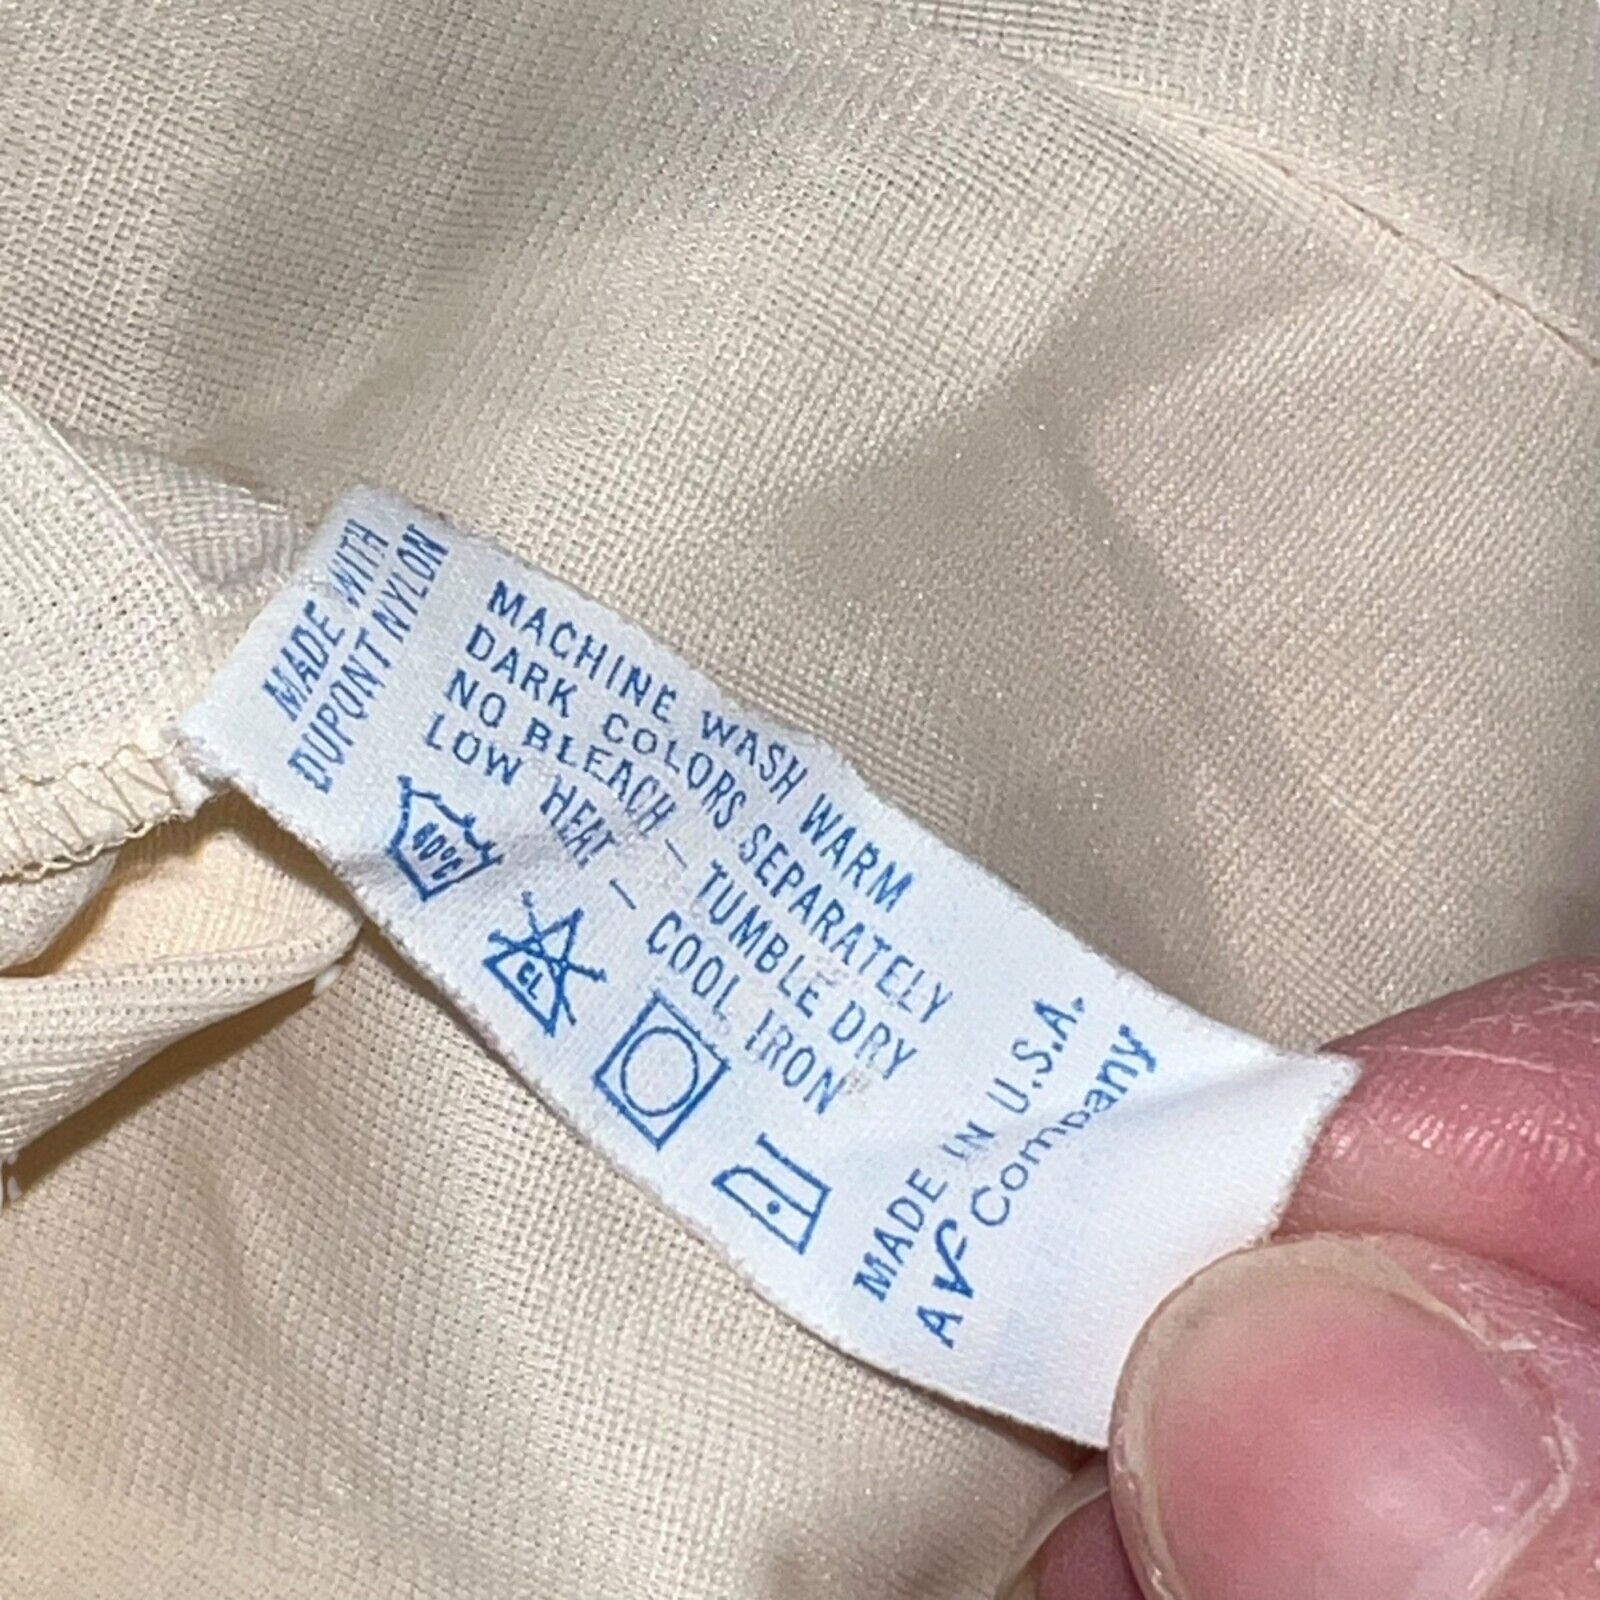 MADE WITH
DUPONT NYLON
MACHINE WASH WARM
DARK COLORS SEPARATELY
NO BLEACH – TUMBLE DRY
LOW HEAT – COOL IRON
40°C
CL
MADE IN U.S.A.
AVF Company